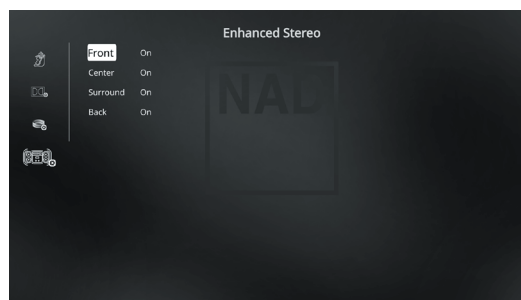 Enhanced Stereo
Front On
Center On
Surround On
Back On
NAD